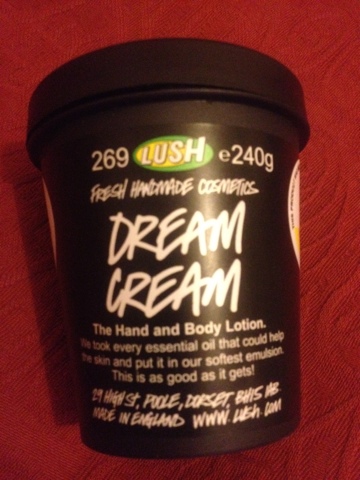 269 LUSH e240g
FRESH HANDMADE COSMETICS
DREAM
CREAM
The Hand and Body Lotion.
We took every essential oil that could help
the skin and put it in our softest emulsion.
This is as good as it gets!
29 HIGH St, POOLE, DORSET, BH15 1AB
MADE IN ENGLAND www.lush.com